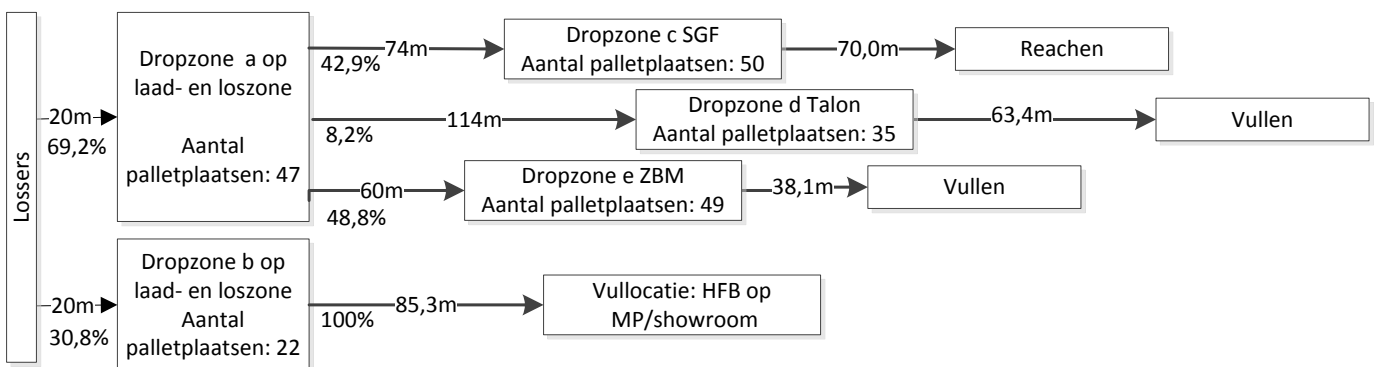 Lossers
20m
69,2%
Dropzone a op
laad- en loszone
Aantal
palletplaatsen: 47
74m
42,9%
Dropzone c SGF
Aantal palletplaatsen: 50
70,0m
Reachen
114m
8,2%
Dropzone d Talon
Aantal palletplaatsen: 35
63,4m
Vullen
60m
48,8%
Dropzone e ZBM
Aantal palletplaatsen: 49
38,1m
Vullen
20m
30,8%
Dropzone b op
laad- en loszone
Aantal
palletplaatsen: 22
85,3m
100%
Vullocatie: HFB op
MP/showroom